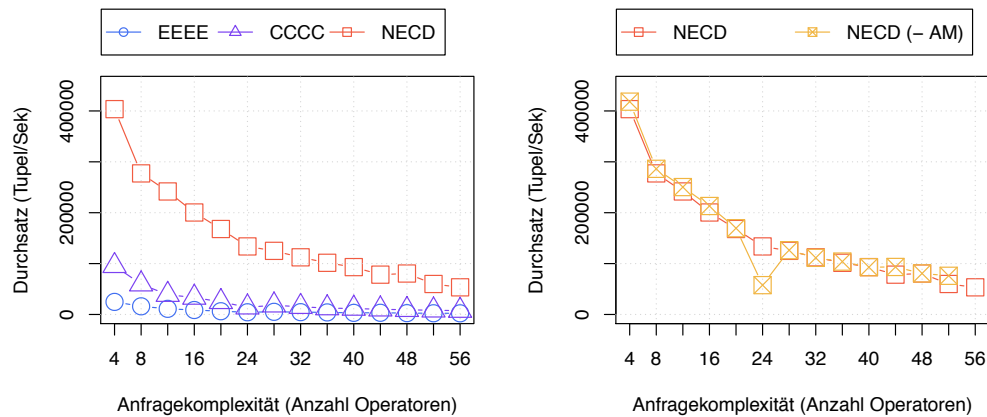 EEEE CCCC NECD
Durchsatz (Tupel/Sek)
400000
200000
0
4 8 16 24 32 40 48 56
Anfragekomplexität (Anzahl Operatoren)
NECD NECD (− AM)
Durchsatz (Tupel/Sek)
400000
200000
0
4 8 16 24 32 40 48 56
Anfragekomplexität (Anzahl Operatoren)